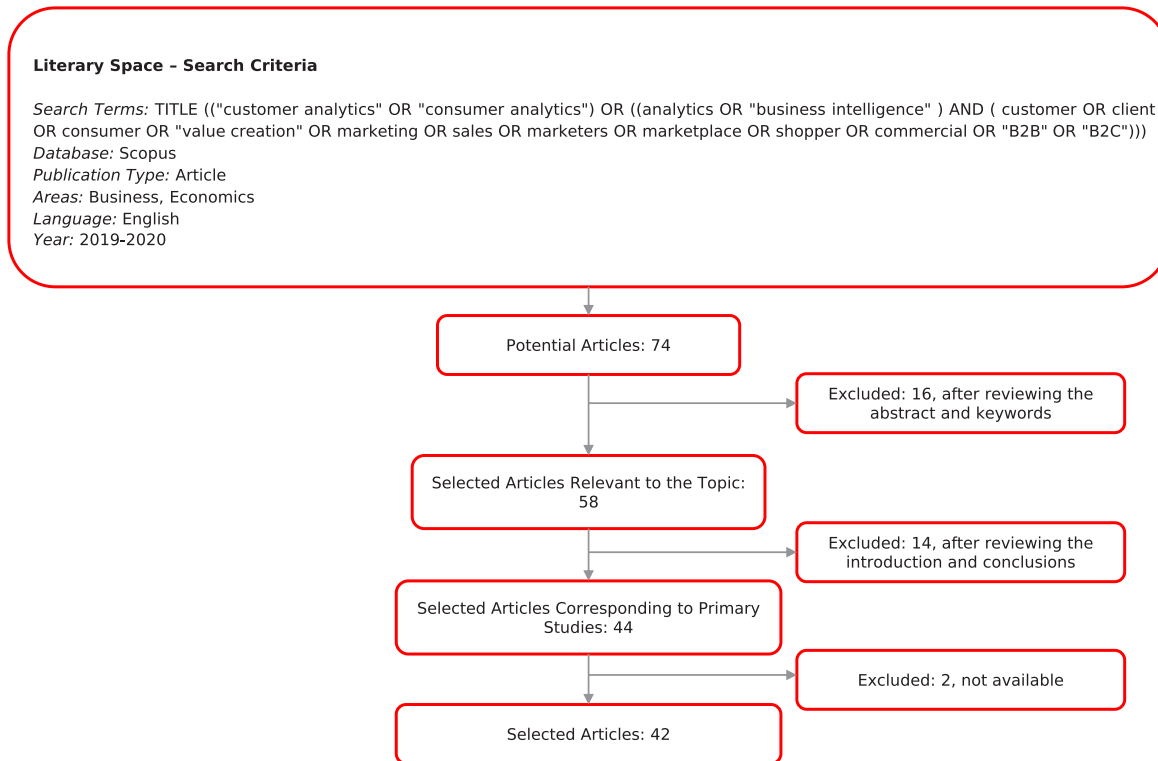 Literary Space – Search Criteria
Search Terms: TITLE (("customer analytics" OR "consumer analytics") OR ((analytics OR "business intelligence" ) AND ( customer OR client
OR consumer OR "value creation" OR marketing OR sales OR marketers OR marketplace OR shopper OR commercial OR "B2B" OR "B2C")))
Database: Scopus
Publication Type: Article
Areas: Business, Economics
Language: English
Year: 2019-2020
Potential Articles: 74
Excluded: 16, after reviewing the
abstract and keywords
Selected Articles Relevant to the Topic:
58
Excluded: 14, after reviewing the
introduction and conclusions
Selected Articles Corresponding to Primary
Studies: 44
Excluded: 2, not available
Selected Articles: 42